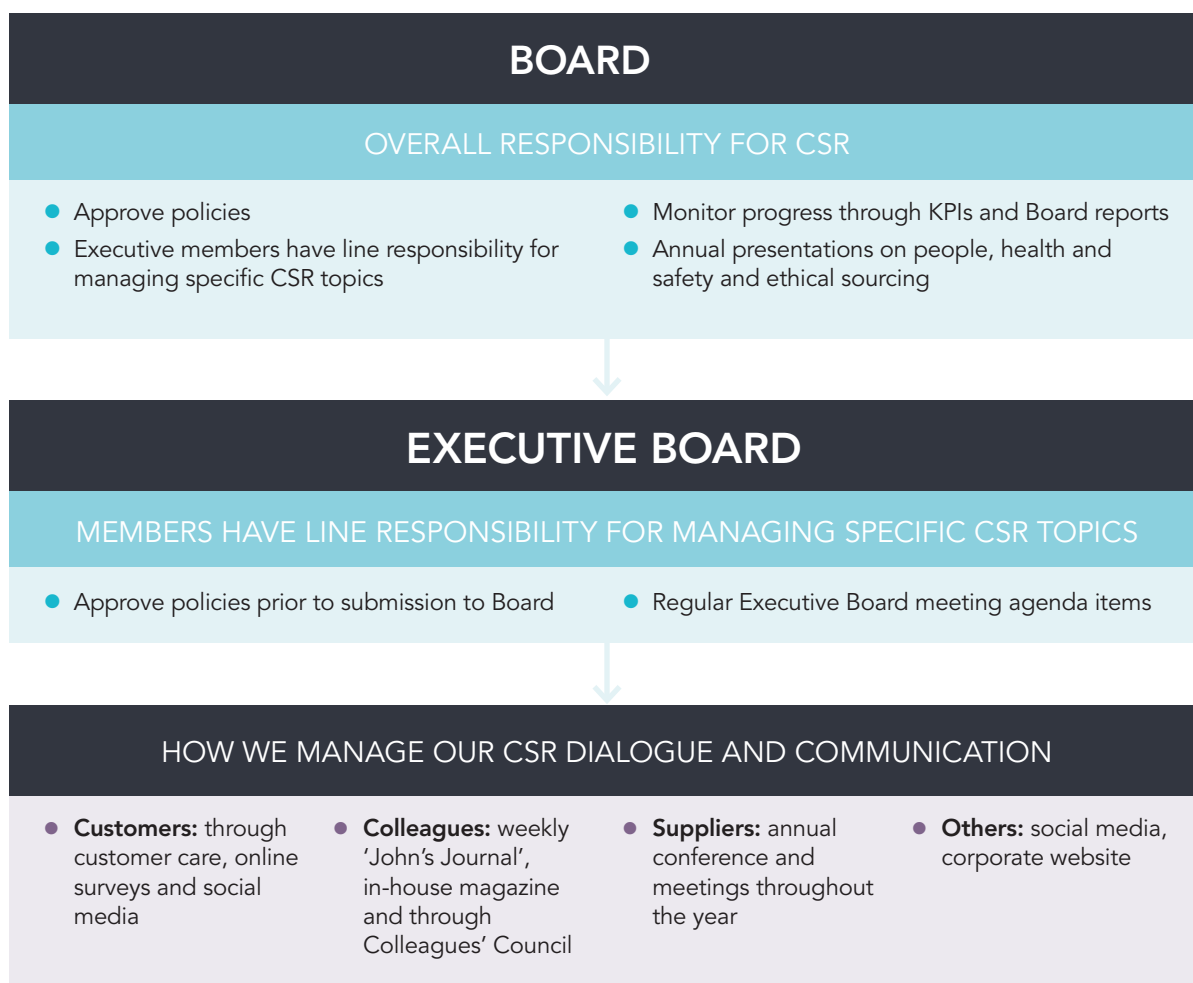 BOARD
OVERALL RESPONSIBILITY FOR CSR
● Approve policies
● Executive members have line responsibility for
managing specific CSR topics
● Monitor progress through KPIs and Board reports
● Annual presentations on people, health and
safety and ethical sourcing
EXECUTIVE BOARD
MEMBERS HAVE LINE RESPONSIBILITY FOR MANAGING SPECIFIC CSR TOPICS
● Approve policies prior to submission to Board
● Regular Executive Board meeting agenda items
HOW WE MANAGE OUR CSR DIALOGUE AND COMMUNICATION
● Customers: through
customer care, online
surveys and social
media
● Colleagues: weekly
‘John’s Journal’,
in-house magazine
and through
Colleagues’ Council
● Suppliers: annual
conference and
meetings throughout
the year
● Others: social media,
corporate website